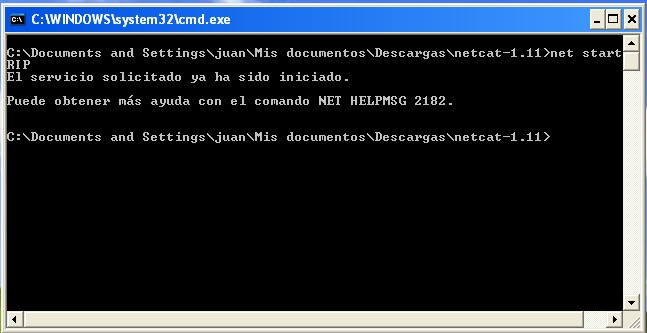 C:\WINDOWS\system32\cmd.exe
C:\Documents and Settings\juan\Mis documentos\Descargas\netcat-1.11>net start
RIP
El servicio solicitado ya ha sido iniciado.
Puede obtener más ayuda con el comando NET HELPMSG 2182.
C:\Documents and Settings\juan\Mis documentos\Descargas\netcat-1.11>